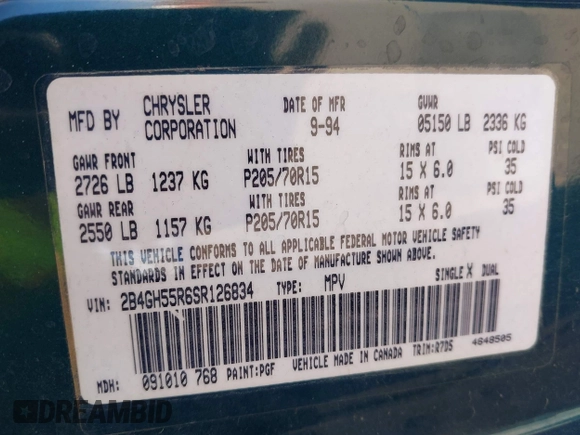 MFD BY CHRYSLER CORPORATION DATE OF MFR 9-94 GVWR 05150 LB 2336 KG
GAWR FRONT WITH TIRES RIMS AT PSI COLD
2726 LB 1237 KG P205/70R15 15 X 6.0 35
GAWR REAR WITH TIRES RIMS AT PSI COLD
2550 LB 1157 KG P205/70R15 15 X 6.0 35
THIS VEHICLE CONFORMS TO ALL APPLICABLE FEDERAL MOTOR VEHICLE SAFETY
STANDARDS IN EFFECT ON THE DATE OF MANUFACTURE SHOWN ABOVE.
SINGLE X DUAL
VIN: 2B4GH55R6SR126834 TYPE: MPV
MDH: 091010 768 PAINT:PGF VEHICLE MADE IN CANADA TRIM:R7D5 4648505
DREAMBID